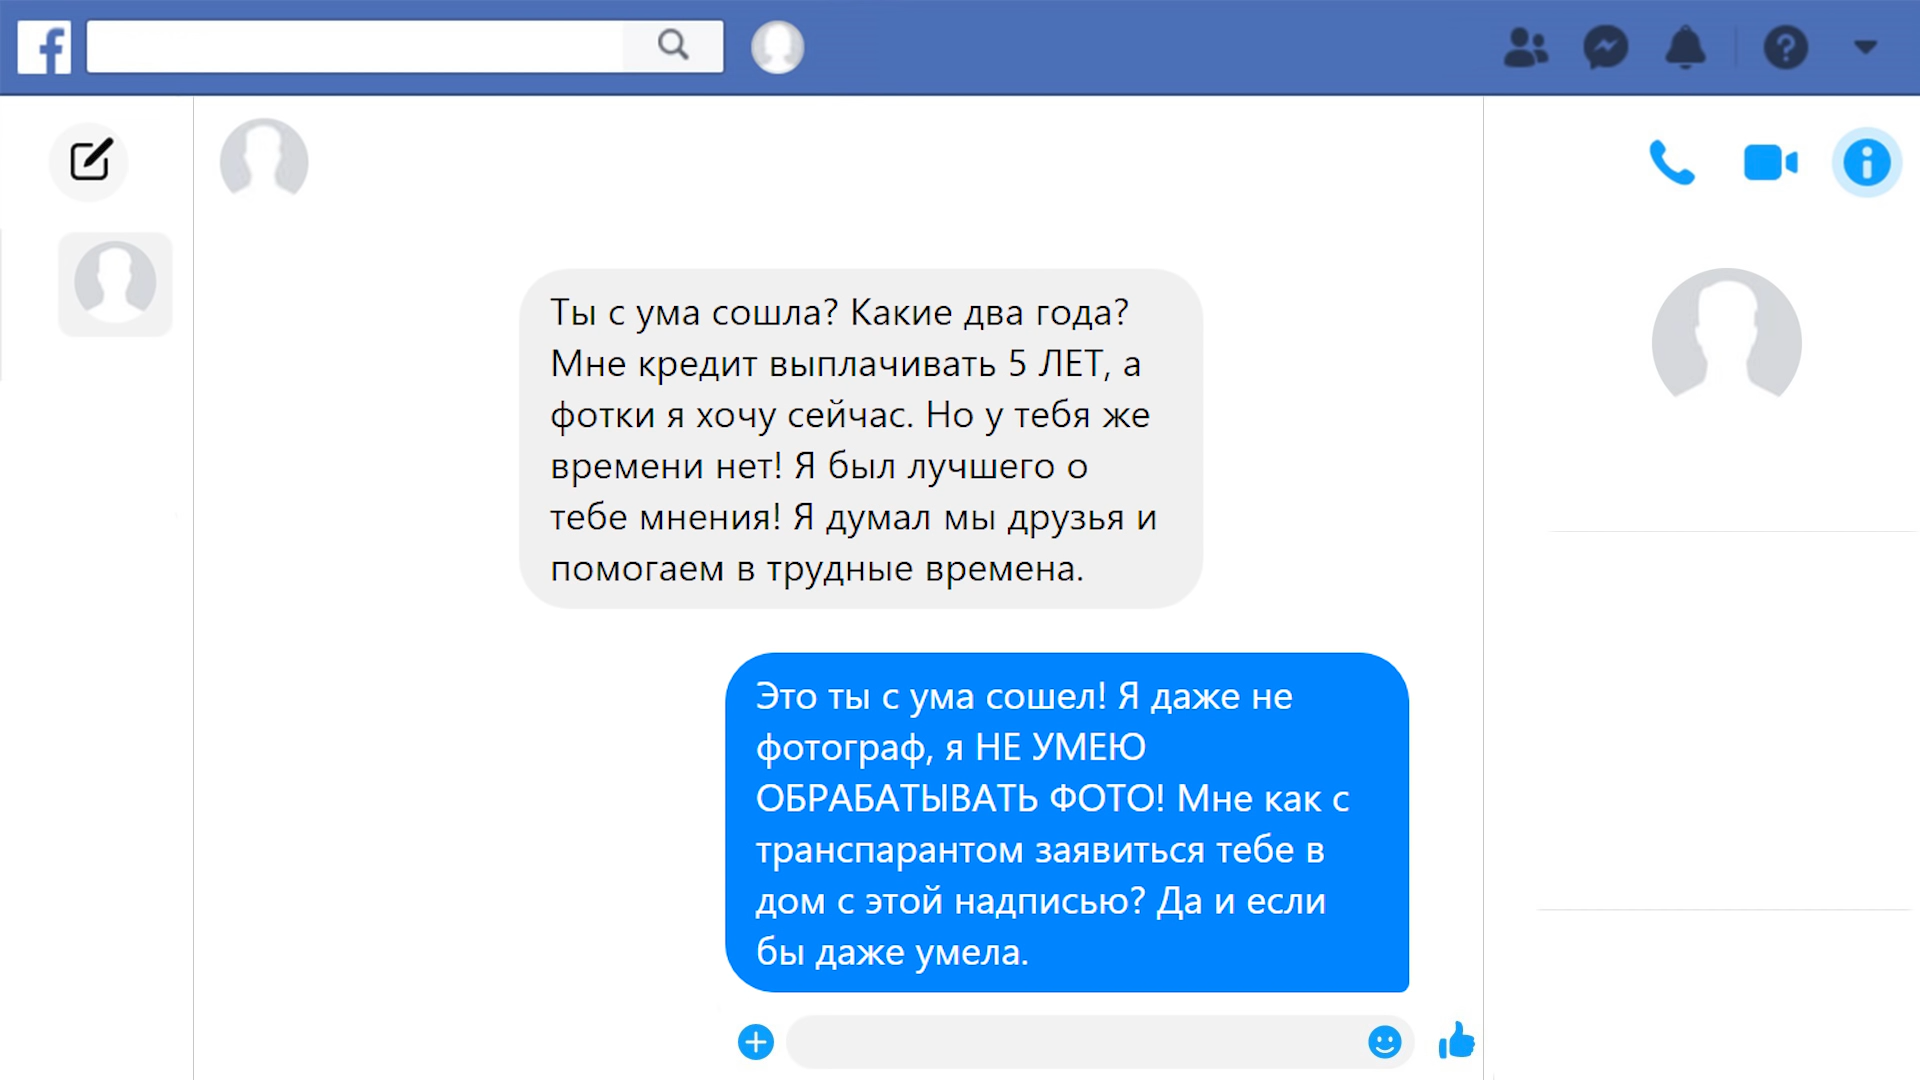 Ты с ума сошла? Какие два года?
Мне кредит выплачивать 5 ЛЕТ, а
фотки я хочу сейчас. Но у тебя же
времени нет! Я был лучшего о
тебе мнения! Я думал мы друзья и
помогаем в трудные времена.
Это ты с ума сошел! Я даже не
фотограф, я НЕ УМЕЮ
ОБРАБАТЫВАТЬ ФОТО! Мне как с
транспарантом заявиться тебе в
дом с этой надписью? Да и если
бы даже умела.